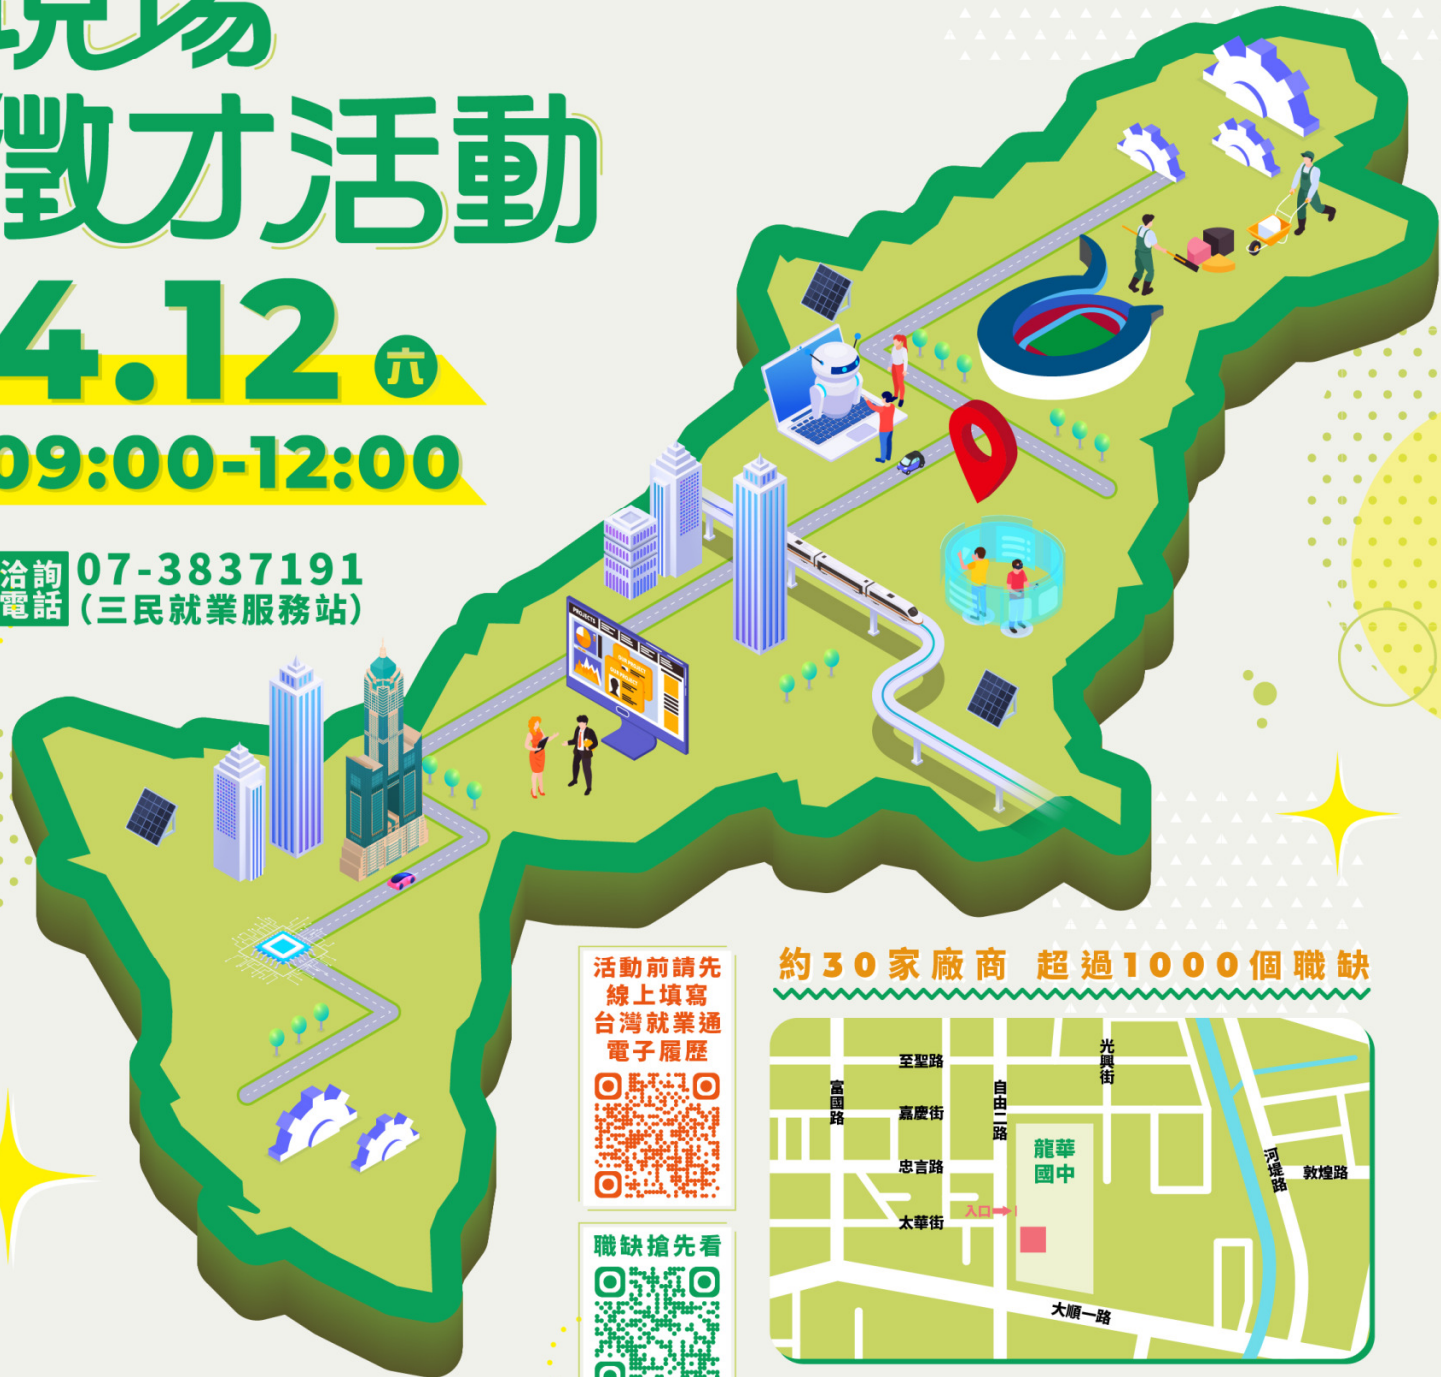 現場
徵才活動
4.12 六
09:00-12:00
洽詢電話 07-3837191
(三民就業服務站)
PROJECTS
活動前請先
線上填寫
台灣就業通
電子履歷
職缺搶先看
約30家廠商 超過1000個職缺
至聖路
光興街
富國路
嘉慶街
自由二路
忠言路
龍華
國中
河堤路
敦煌路
入口
太華街
大順一路